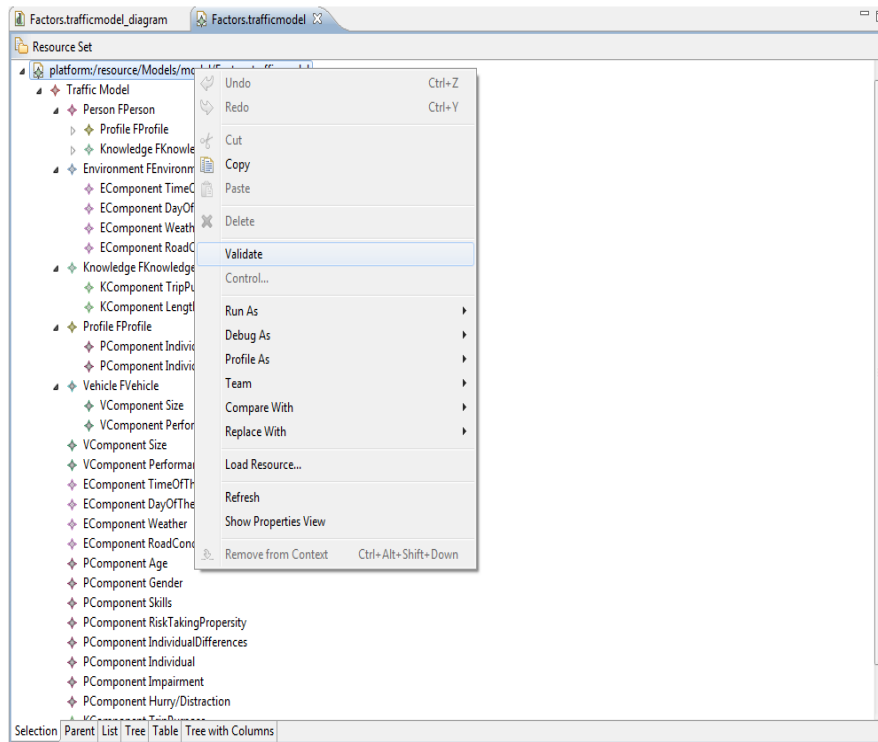 Factors.trafficmodel_diagram Factors.trafficmodel
Resource Set
platform:/resource/Models/mo
Traffic Model
Person FPerson
Profile FProfile
Knowledge FKnowle
Environment FEnvironm
EComponent TimeO
EComponent DayOf
EComponent Weath
EComponent RoadC
Knowledge FKnowledge
KComponent TripPu
KComponent Lengt
Profile FProfile
PComponent Individ
PComponent Individ
Vehicle FVehicle
VComponent Size
VComponent Perfor
VComponent Size
VComponent Performa
EComponent TimeOfTh
EComponent DayOfThe
EComponent Weather
EComponent RoadCond
PComponent Age
PComponent Gender
PComponent Skills
PComponent RiskTakingPropersity
PComponent IndividualDifferences
PComponent Individual
PComponent Impairment
PComponent Hurry/Distraction
Undo Ctrl+Z
Redo Ctrl+Y
Cut
Copy
Paste
Delete
Validate
Control...
Run As
Debug As
Profile As
Team
Compare With
Replace With
Load Resource...
Refresh
Show Properties View
Remove from Context Ctrl+Alt+Shift+Down
Selection Parent List Tree Table Tree with Columns